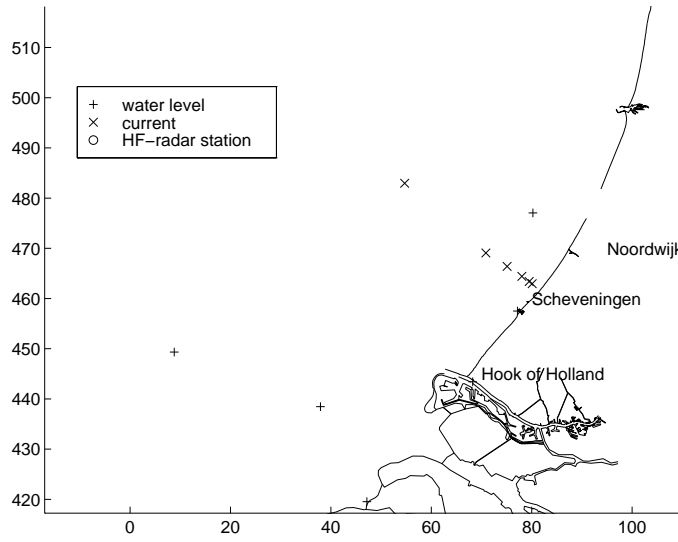 510
500
490
480
470
460
450
440
430
420
0 20 40 60 80 100
water level
current
HF-radar station
Noordwijk
Scheveningen
Hook of Holland